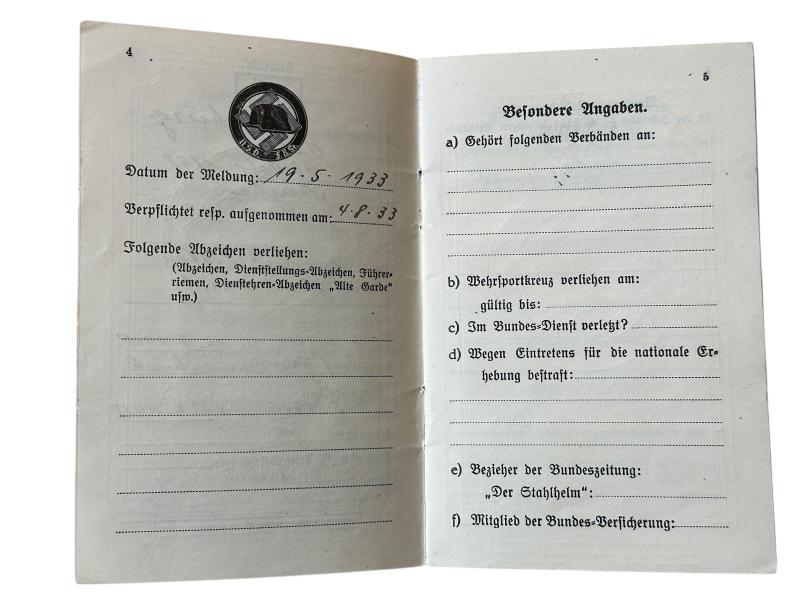 4
N.S.D. F.B.St.
Datum der Meldung: 19.5.1933
Verpflichtet resp. aufgenommen am: 4.8.33
Folgende Abzeichen verliehen:
(Abzeichen, Dienststellungs-Abzeichen, Führer-
riemen, Dienstehren-Abzeichen „Alte Garde"
usw.)
5
Besondere Angaben.
a) Gehört folgenden Verbänden an:
b) Wehrsportkreuz verliehen am:
gültig bis:
c) Im Bundes-Dienst verletzt?
d) Wegen Eintretens für die nationale Er-
hebung bestraft:
e) Bezieher der Bundeszeitung:
„Der Stahlhelm":
f) Mitglied der Bundes-Versicherung: